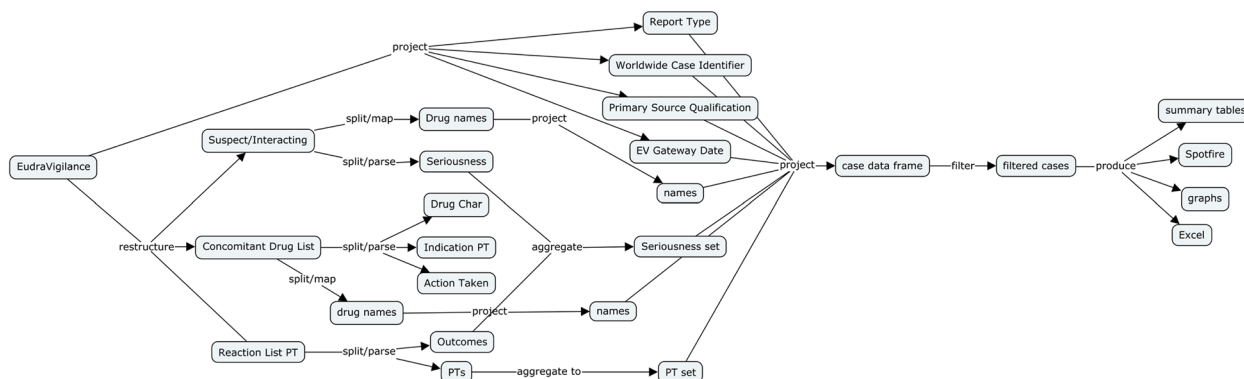 Report Type
project
Worldwide Case Identifier
Primary Source Qualification
summary tables
split/map
Drug names
project
Suspect/Interacting
EV Gateway Date
Spotfire
EudraVigilance
split/parse
Seriousness
project
case data frame
filter
filtered cases
produce
names
graphs
Drug Char
restructure
Concomitant Drug List
split/parse
Indication PT
aggregate
Seriousness set
Excel
split/map
Action Taken
drug names
project
names
Reaction List PT
split/parse
Outcomes
PTs
aggregate to
PT set